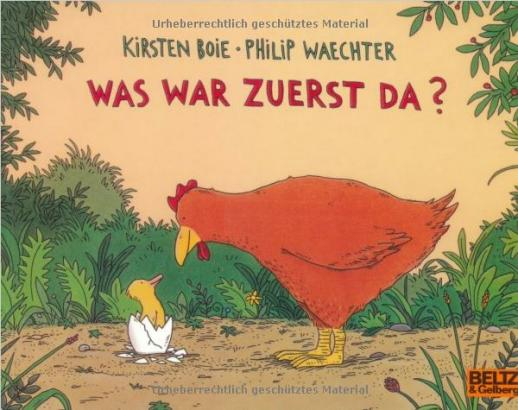 Urheberrechtlich geschütztes Material
KIRSTEN BOIE • PHILIP WAECHTER
WAS WAR ZUERST DA?
BELTZ
& Gelberg
Urheberrechtlich geschütztes Material